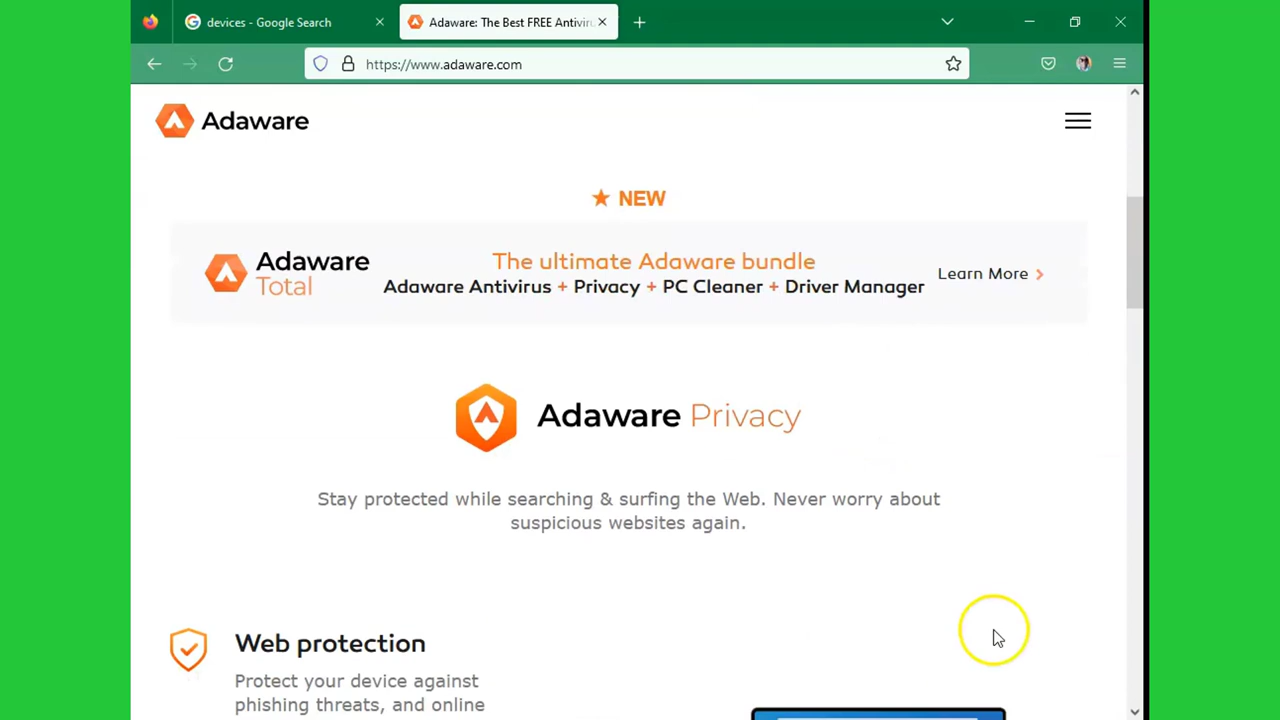 devices - Google Search
Adaware: The Best FREE Antiviru
https://www.adaware.com
Adaware
★ NEW
Adaware
Total
The ultimate Adaware bundle
Adaware Antivirus + Privacy + PC Cleaner + Driver Manager
Learn More >
Adaware Privacy
Stay protected while searching & surfing the Web. Never worry about
suspicious websites again.
Web protection
Protect your device against
phishing threats, and online